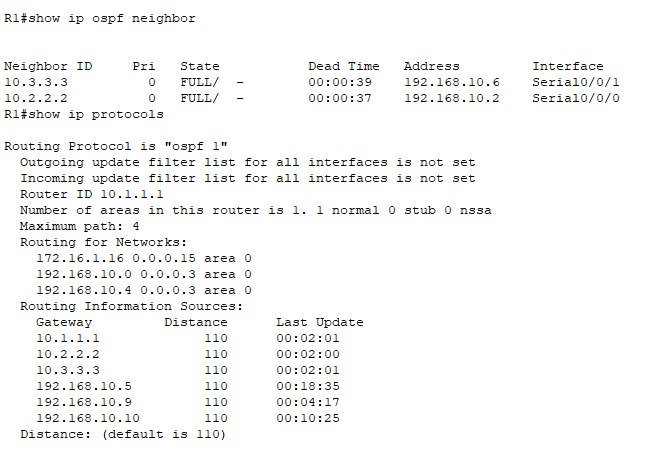 R1#show ip ospf neighbor
Neighbor ID     Pri   State           Dead Time   Address         Interface
10.3.3.3          0   FULL/  -        00:00:39    192.168.10.6    Serial0/0/1
10.2.2.2          0   FULL/  -        00:00:37    192.168.10.2    Serial0/0/0
R1#show ip protocols
Routing Protocol is "ospf 1"
  Outgoing update filter list for all interfaces is not set
  Incoming update filter list for all interfaces is not set
  Router ID 10.1.1.1
  Number of areas in this router is 1. 1 normal 0 stub 0 nssa
  Maximum path: 4
  Routing for Networks:
    172.16.1.16 0.0.0.15 area 0
    192.168.10.0 0.0.0.3 area 0
    192.168.10.4 0.0.0.3 area 0
  Routing Information Sources:
    Gateway         Distance      Last Update
    10.1.1.1             110      00:02:01
    10.2.2.2             110      00:02:00
    10.3.3.3             110      00:02:01
    192.168.10.5         110      00:18:35
    192.168.10.9         110      00:04:17
    192.168.10.10        110      00:10:25
  Distance: (default is 110)